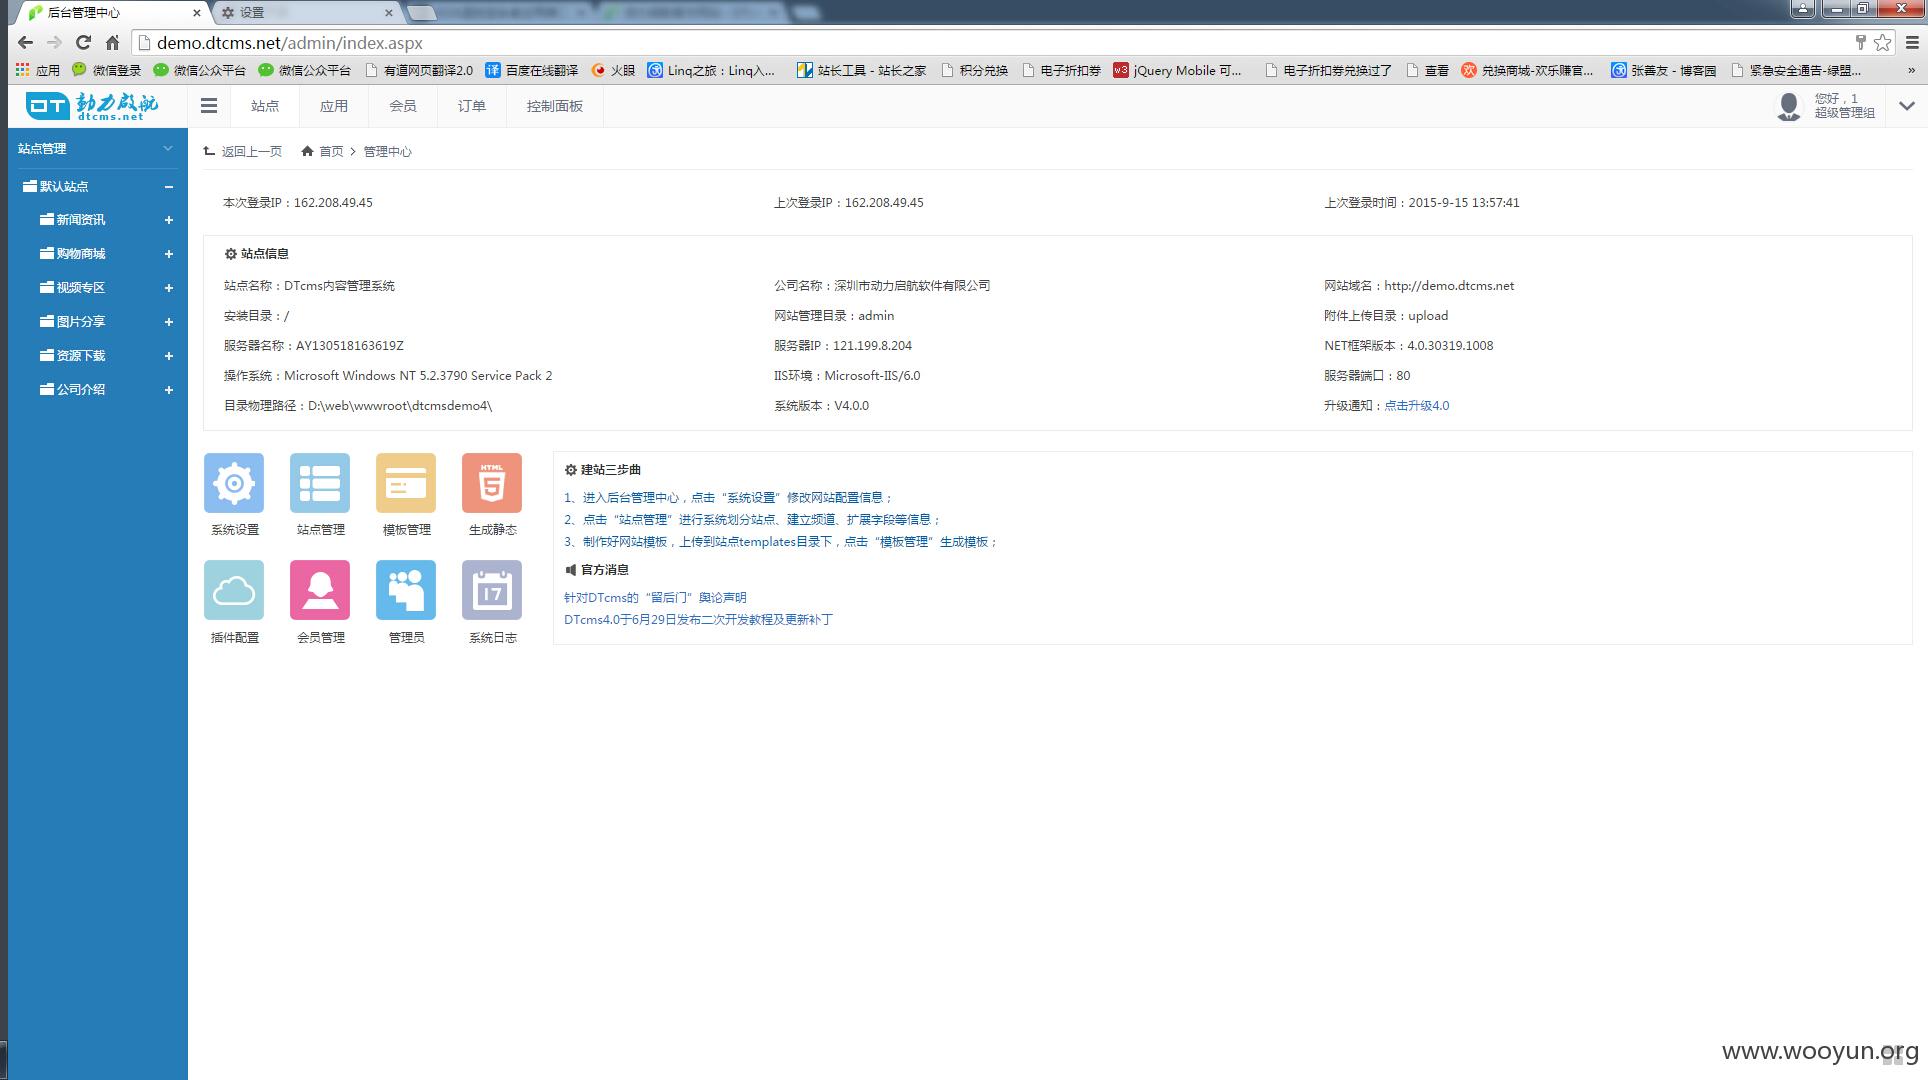 后台管理中心
设置
demo.dtcms.net/admin/index.aspx
应用 微信登录 微信公众平台 微信公众平台 有道网页翻译2.0 百度在线翻译 火眼 Linq之旅：Linq入... 站长工具 - 站长之家 积分兑换 电子折扣券 jQuery Mobile 可... 电子折扣券兑换过了 查看 兑换商城-欢乐赚官... 张善友 - 博客园 紧急安全通告-绿盟... »
DT 動力啟航
dtcms.net
站点 应用 会员 订单 控制面板
您好，1
超级管理组
站点管理
默认站点
新闻资讯
购物商城
视频专区
图片分享
资源下载
公司介绍
返回上一页 首页 管理中心
本次登录IP：162.208.49.45 上次登录IP：162.208.49.45 上次登录时间：2015-9-15 13:57:41
站点信息
站点名称：DTcms内容管理系统 公司名称：深圳市动力启航软件有限公司 网站域名：http://demo.dtcms.net
安装目录：/ 网站管理目录：admin 附件上传目录：upload
服务器名称：AY130518163619Z 服务器IP：121.199.8.204 NET框架版本：4.0.30319.1008
操作系统：Microsoft Windows NT 5.2.3790 Service Pack 2 IIS环境：Microsoft-IIS/6.0 服务器端口：80
目录物理路径：D:\web\wwwroot\dtcmsdemo4\ 系统版本：V4.0.0 升级通知：点击升级4.0
HTML 5
系统设置 站点管理 模板管理 生成静态
17
插件配置 会员管理 管理员 系统日志
建站三步曲
1、进入后台管理中心，点击“系统设置”修改网站配置信息；
2、点击“站点管理”进行系统划分站点、建立频道、扩展字段等信息；
3、制作好网站模板，上传到站点templates目录下，点击“模板管理”生成模板；
官方消息
针对DTcms的“留后门”舆论声明
DTcms4.0于6月29日发布二次开发教程及更新补丁
www.wooyun.org